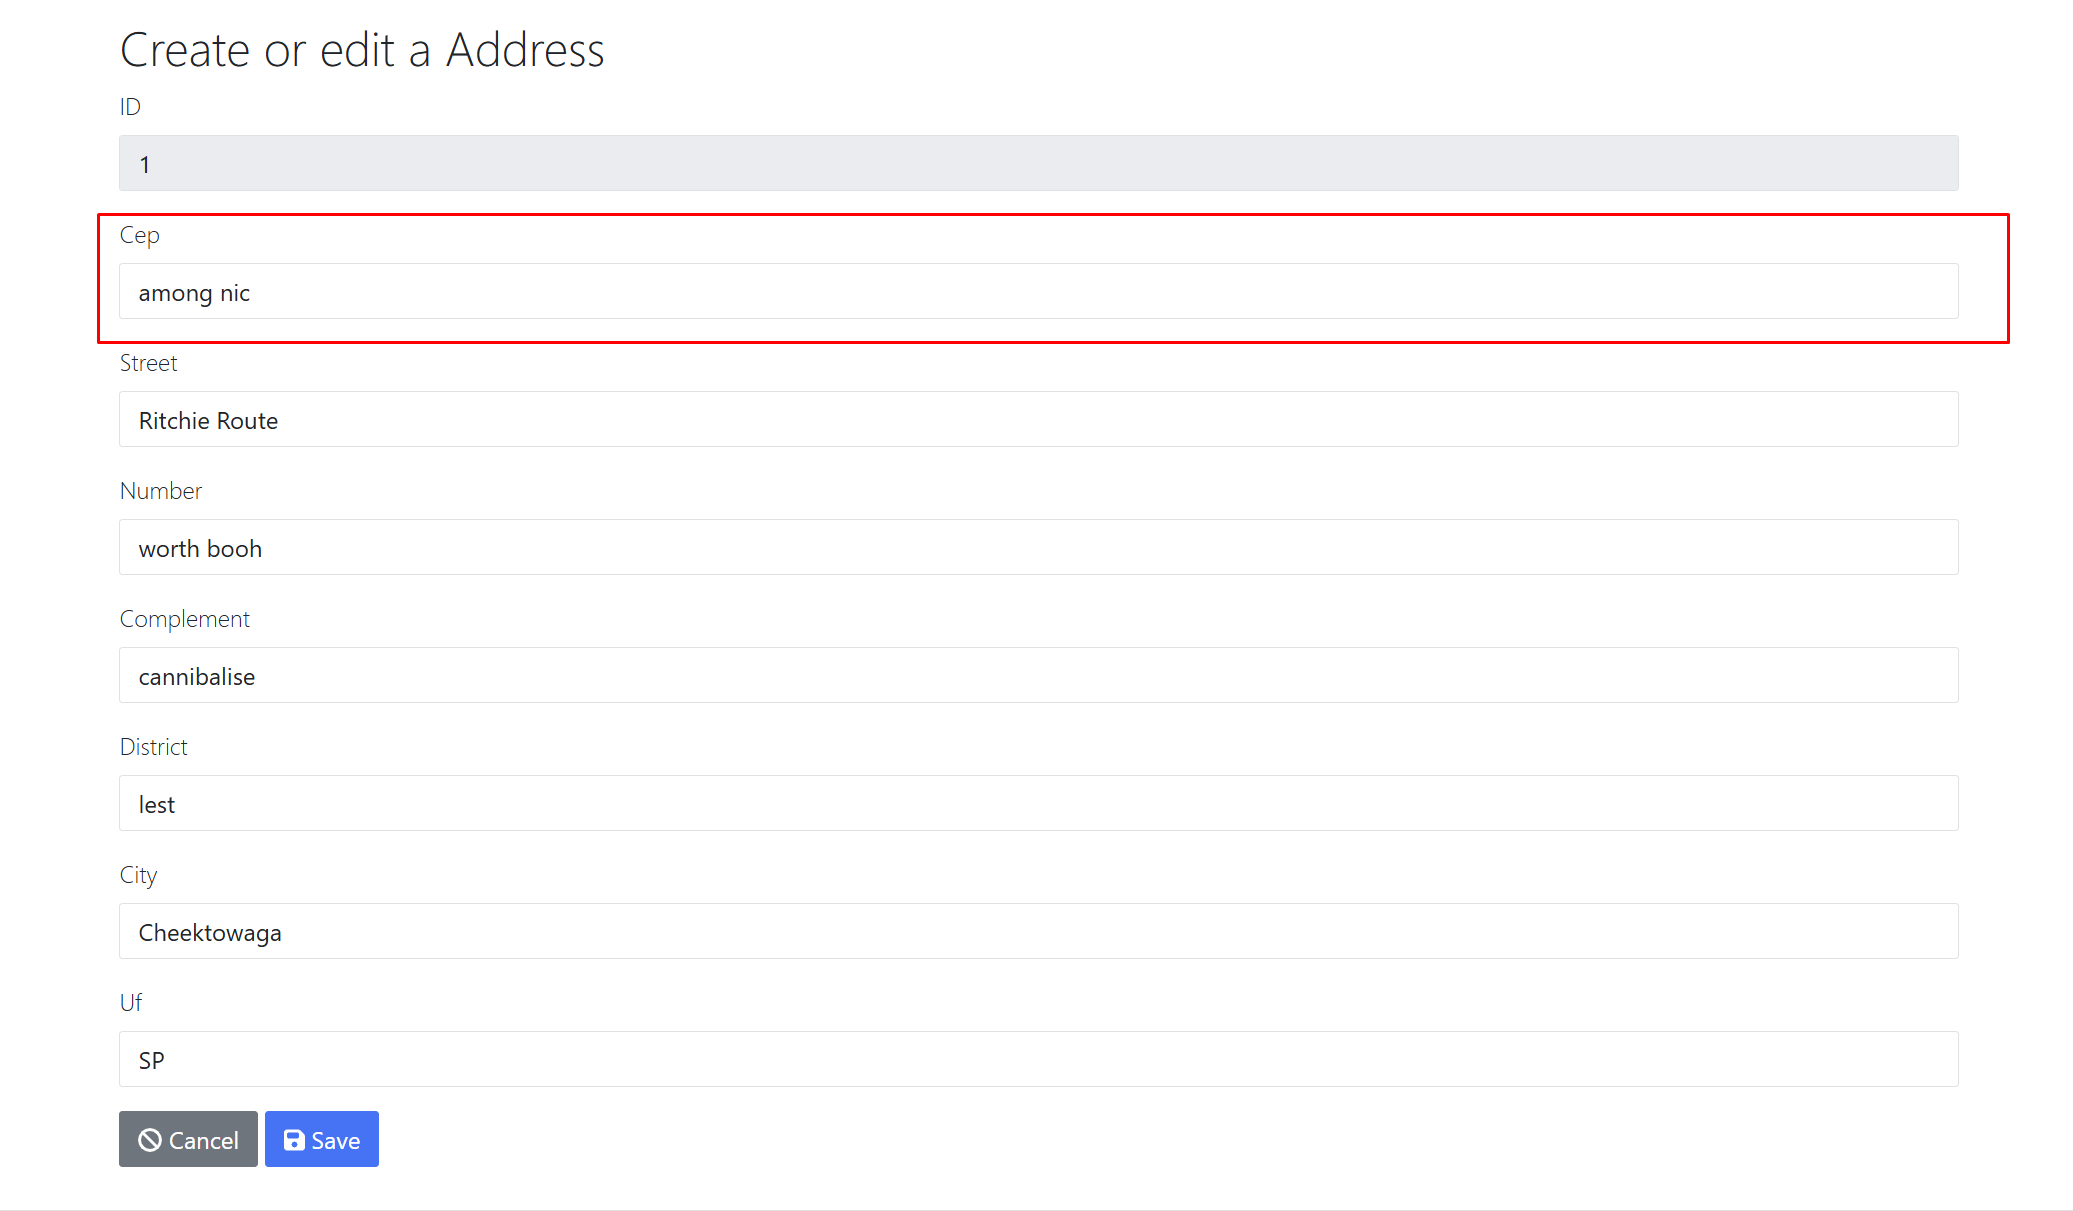 Create or edit a Address
ID
1
Cep
among nic
Street
Ritchie Route
Number
worth booh
Complement
cannibalise
District
lest
City
Cheektowaga
Uf
SP
Cancel Save